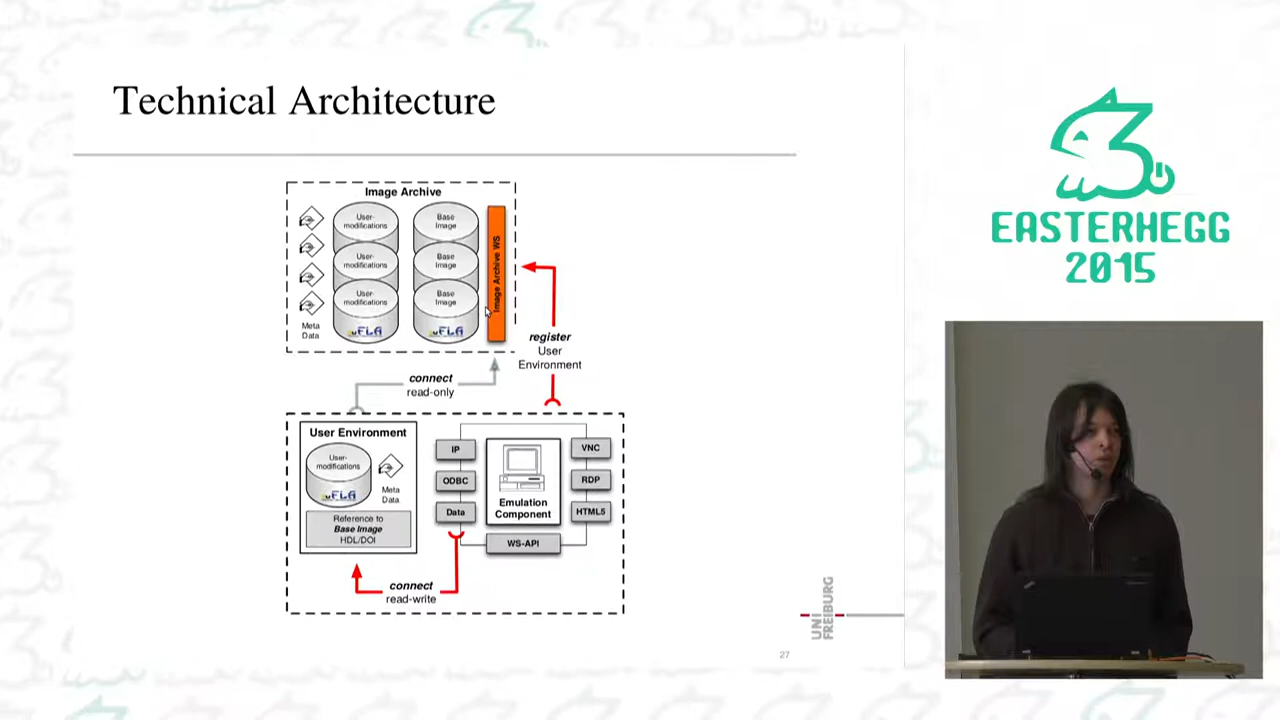 Technical Architecture
Image Archive
User-
modifications
Base
Image
User-
modifications
Base
Image
User-
modifications
Base
Image
bwFLA
bwFLA
Image Archive WS
Meta
Data
register
User
Environment
connect
read-only
User Environment
User-
modifications
bwFLA
Meta
Data
Reference to
Base Image
HDL/DOI
IP
ODBC
Data
Emulation
Component
WS-API
VNC
RDP
HTML5
connect
read-write
UNI
FREIBURG
27
EASTERHEGG
2015